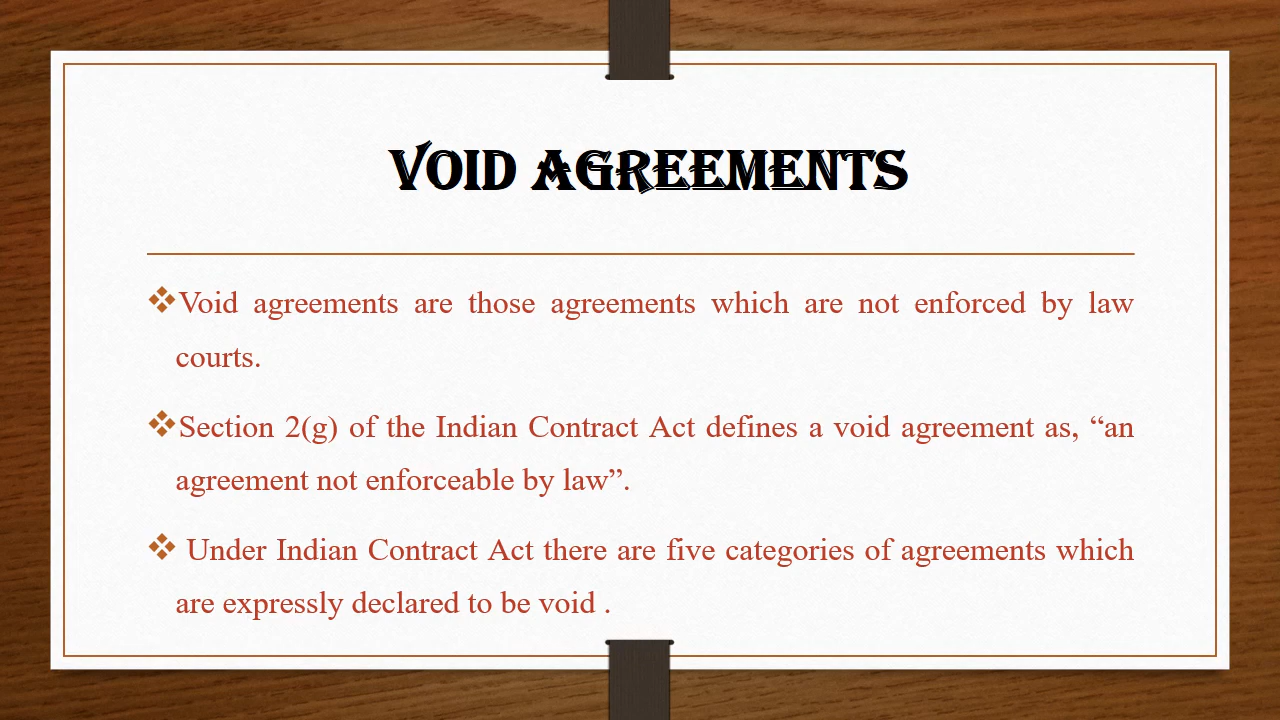 VOID AGREEMENTS
❖Void agreements are those agreements which are not enforced by law
courts.
❖Section 2(g) of the Indian Contract Act defines a void agreement as, “an
agreement not enforceable by law”.
❖ Under Indian Contract Act there are five categories of agreements which
are expressly declared to be void .